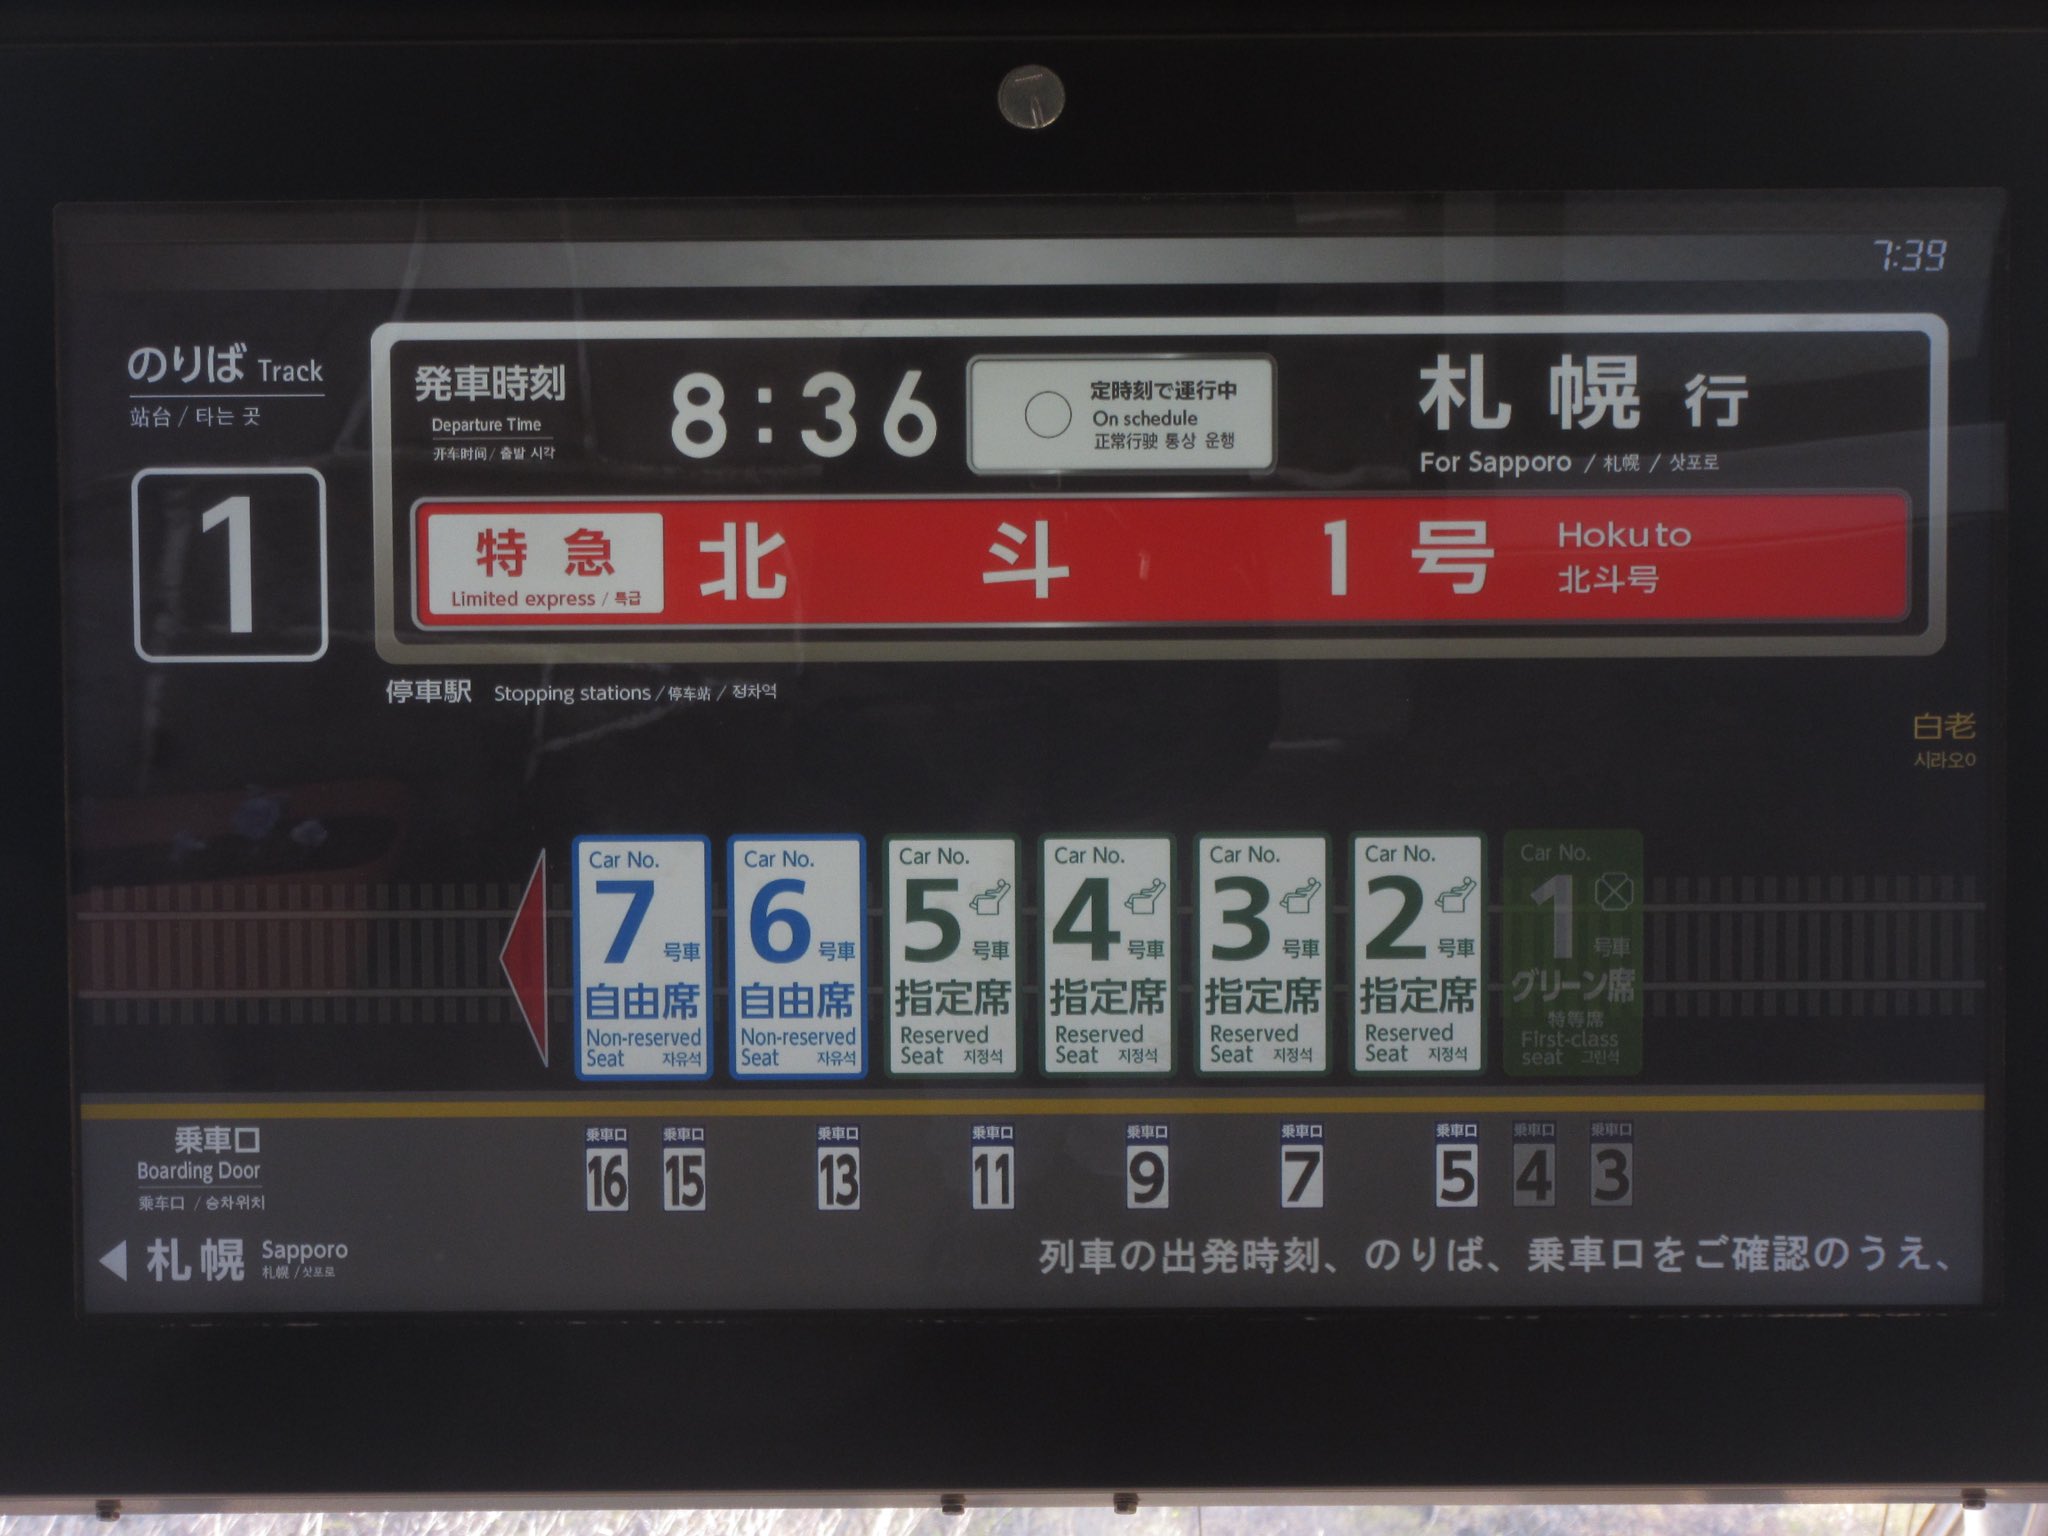 7:39
のりば Track
站台 / 타는 곳
1
発車時刻
Departure Time
开车时间 / 출발 시각
8:36
定時刻で運行中
On schedule
正常行驶 통상 운행
札幌 行
For Sapporo / 札幌 / 삿포로
特急
Limited express / 특급
北斗 1号
Hokuto
北斗号
停車駅 Stopping stations / 停车站 / 정차역
白老
시라오이
Car No.
7号車
自由席
Non-reserved
Seat 자유석
Car No.
6号車
自由席
Non-reserved
Seat 자유석
Car No.
5号車
指定席
Reserved
Seat 지정석
Car No.
4号車
指定席
Reserved
Seat 지정석
Car No.
3号車
指定席
Reserved
Seat 지정석
Car No.
2号車
指定席
Reserved
Seat 지정석
Car No.
1号車
グリーン席
特等席
First-class
seat 그린석
乗車口
Boarding Door
乘车口 / 승차위치
乗車口
16
乗車口
15
乗車口
13
乗車口
11
乗車口
9
乗車口
7
乗車口
5
乗車口
4
乗車口
3
札幌 Sapporo
札幌 / 삿포로
列車の出発時刻、のりば、乗車口をご確認のうえ、